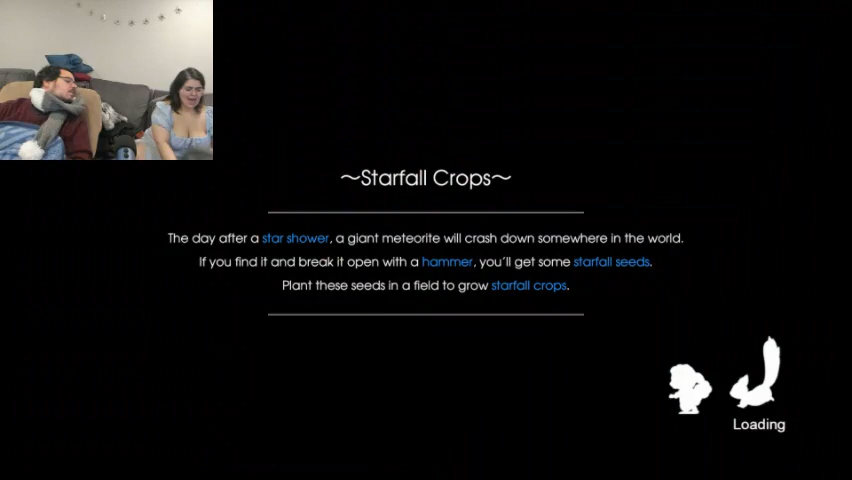 ～Starfall Crops～
The day after a star shower, a giant meteorite will crash down somewhere in the world.
If you find it and break it open with a hammer, you'll get some starfall seeds.
Plant these seeds in a field to grow starfall crops.
Loading